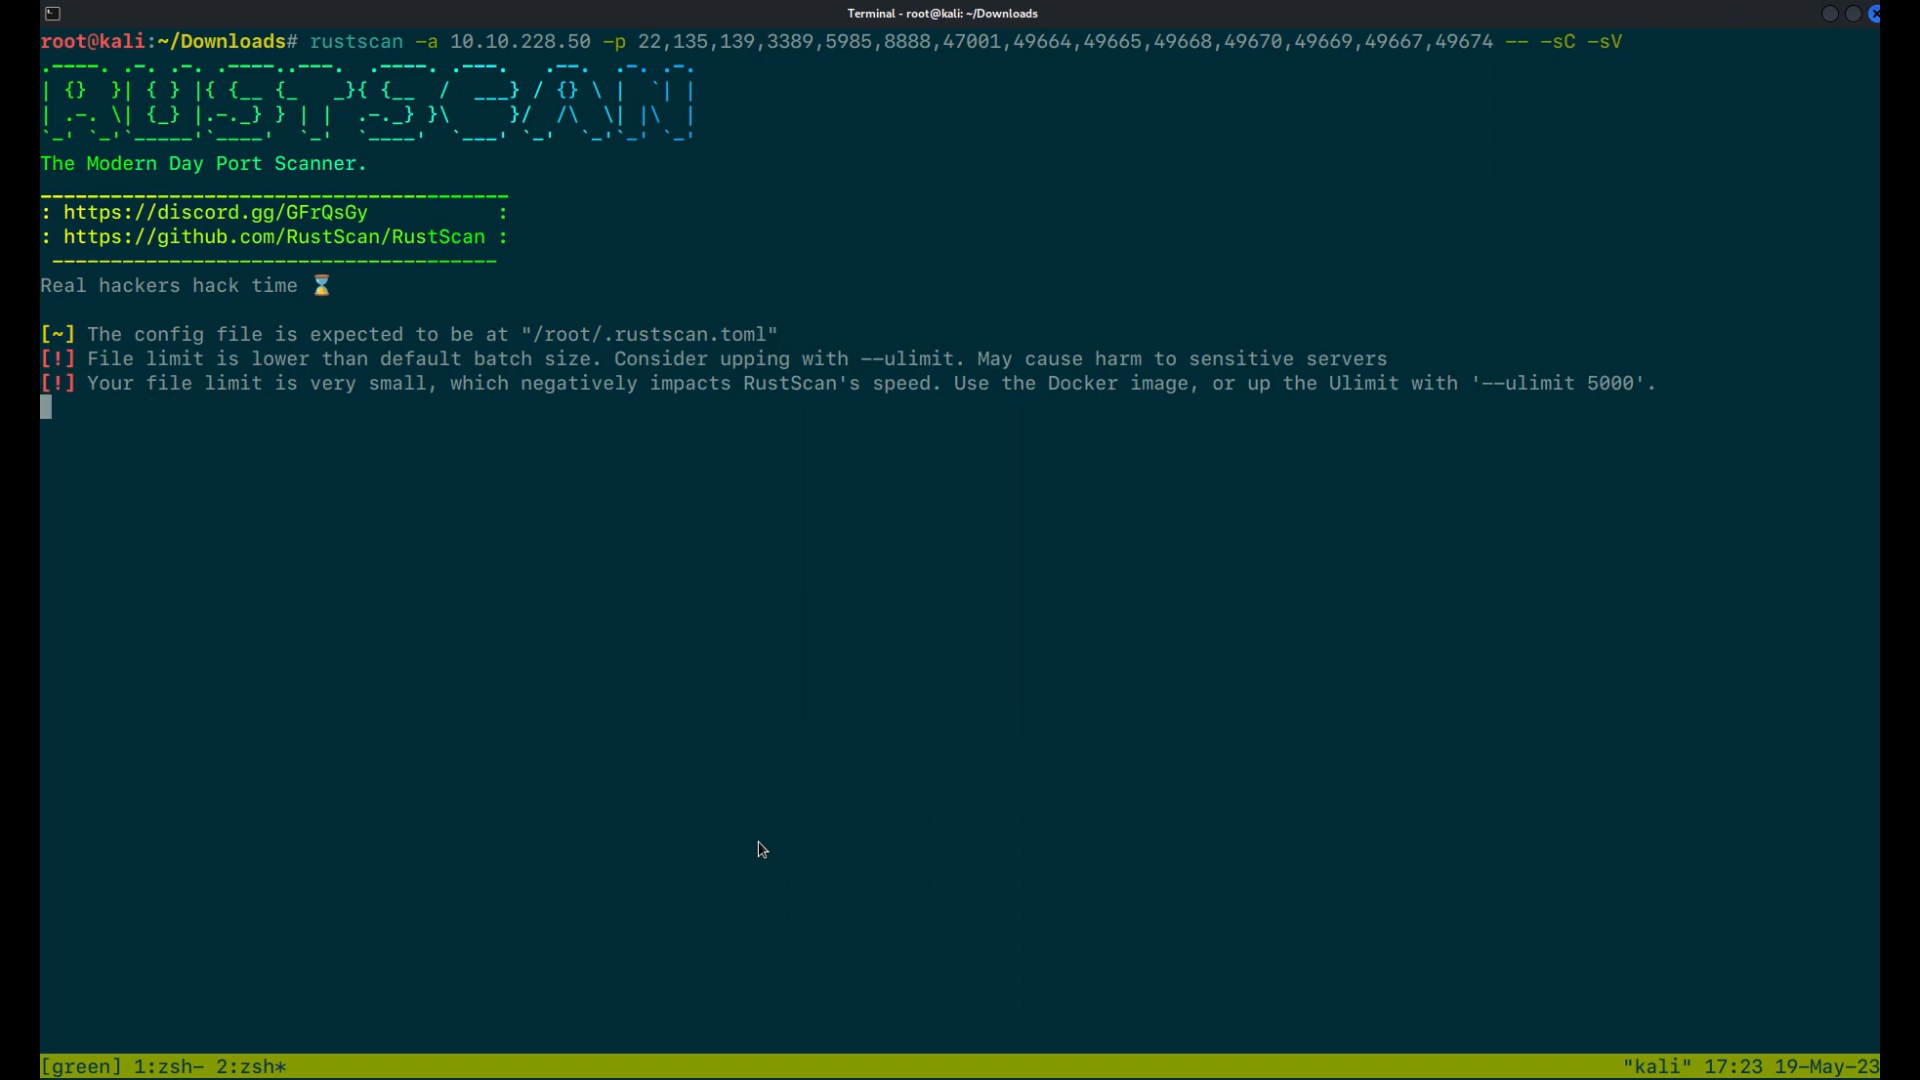 Terminal - root@kali: ~/Downloads
root@kali:~/Downloads# rustscan -a 10.10.228.50 -p 22,135,139,3389,5985,8888,47001,49664,49665,49668,49670,49669,49667,49674 -- -sC -sV
.----. .-. .-. .----..---.  .----. .---.   .--.  .-. .-.
| {}  }| { } |{ {__ {_   _}{ {__  /  ___} / {} \ |  `| |
| .-. \| {_} |.-._} } | |  .-._} }\     }/  /\  \| |\  |
`-' `-'`-----'`----'  `-'  `----'  `---' `-'  `-'`-' `-'
The Modern Day Port Scanner.
________________________________________
: https://discord.gg/GFrQsGy           :
: https://github.com/RustScan/RustScan :
 --------------------------------------
Real hackers hack time ⌛
[~] The config file is expected to be at "/root/.rustscan.toml"
[!] File limit is lower than default batch size. Consider upping with --ulimit. May cause harm to sensitive servers
[!] Your file limit is very small, which negatively impacts RustScan's speed. Use the Docker image, or up the Ulimit with '--ulimit 5000'.
[green] 1:zsh- 2:zsh* "kali" 17:23 19-May-23